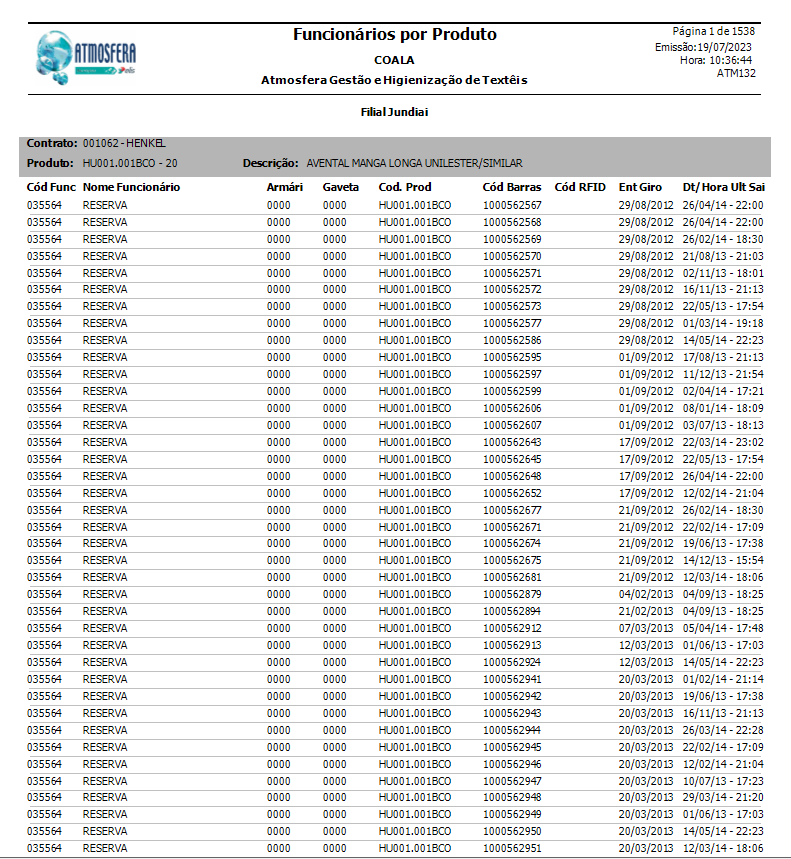 ATMOSFERA
elis
Funcionários por Produto
COALA
Atmosfera Gestão e Higienização de Textêis
Página 1 de 1538
Emissão:19/07/2023
Hora: 10:36:44
ATM132
Filial Jundiai
Contrato: 001062 - HENKEL
Produto: HU001.001BCO - 20 Descrição: AVENTAL MANGA LONGA UNILESTER/SIMILAR
Cód Func Nome Funcionário Armári Gaveta Cod. Prod Cód Barras Cód RFID Ent Giro Dt/Hora Ult Sai
035564 RESERVA 0000 0000 HU001.001BCO 1000562567 29/08/2012 26/04/14 - 22:00
035564 RESERVA 0000 0000 HU001.001BCO 1000562568 29/08/2012 26/04/14 - 22:00
035564 RESERVA 0000 0000 HU001.001BCO 1000562569 29/08/2012 26/02/14 - 18:30
035564 RESERVA 0000 0000 HU001.001BCO 1000562570 29/08/2012 21/08/13 - 21:03
035564 RESERVA 0000 0000 HU001.001BCO 1000562571 29/08/2012 02/11/13 - 18:01
035564 RESERVA 0000 0000 HU001.001BCO 1000562572 29/08/2012 16/11/13 - 21:13
035564 RESERVA 0000 0000 HU001.001BCO 1000562573 29/08/2012 22/05/13 - 17:54
035564 RESERVA 0000 0000 HU001.001BCO 1000562577 29/08/2012 01/03/14 - 19:18
035564 RESERVA 0000 0000 HU001.001BCO 1000562586 29/08/2012 14/05/14 - 22:23
035564 RESERVA 0000 0000 HU001.001BCO 1000562595 01/09/2012 17/08/13 - 21:13
035564 RESERVA 0000 0000 HU001.001BCO 1000562597 01/09/2012 11/12/13 - 21:54
035564 RESERVA 0000 0000 HU001.001BCO 1000562599 01/09/2012 02/04/14 - 17:21
035564 RESERVA 0000 0000 HU001.001BCO 1000562606 01/09/2012 08/01/14 - 18:09
035564 RESERVA 0000 0000 HU001.001BCO 1000562607 01/09/2012 03/07/13 - 18:13
035564 RESERVA 0000 0000 HU001.001BCO 1000562643 17/09/2012 22/03/14 - 23:02
035564 RESERVA 0000 0000 HU001.001BCO 1000562645 17/09/2012 22/05/13 - 17:54
035564 RESERVA 0000 0000 HU001.001BCO 1000562648 17/09/2012 26/04/14 - 22:00
035564 RESERVA 0000 0000 HU001.001BCO 1000562652 17/09/2012 12/02/14 - 21:04
035564 RESERVA 0000 0000 HU001.001BCO 1000562677 21/09/2012 26/02/14 - 18:30
035564 RESERVA 0000 0000 HU001.001BCO 1000562671 21/09/2012 22/02/14 - 17:09
035564 RESERVA 0000 0000 HU001.001BCO 1000562674 21/09/2012 19/06/13 - 17:38
035564 RESERVA 0000 0000 HU001.001BCO 1000562675 21/09/2012 14/12/13 - 15:54
035564 RESERVA 0000 0000 HU001.001BCO 1000562681 21/09/2012 12/03/14 - 18:06
035564 RESERVA 0000 0000 HU001.001BCO 1000562879 04/02/2013 04/09/13 - 18:25
035564 RESERVA 0000 0000 HU001.001BCO 1000562894 21/02/2013 04/09/13 - 18:25
035564 RESERVA 0000 0000 HU001.001BCO 1000562912 07/03/2013 05/04/14 - 17:48
035564 RESERVA 0000 0000 HU001.001BCO 1000562913 12/03/2013 01/06/13 - 17:03
035564 RESERVA 0000 0000 HU001.001BCO 1000562924 12/03/2013 14/05/14 - 22:23
035564 RESERVA 0000 0000 HU001.001BCO 1000562941 20/03/2013 01/02/14 - 21:14
035564 RESERVA 0000 0000 HU001.001BCO 1000562942 20/03/2013 19/06/13 - 17:38
035564 RESERVA 0000 0000 HU001.001BCO 1000562943 20/03/2013 16/11/13 - 21:13
035564 RESERVA 0000 0000 HU001.001BCO 1000562944 20/03/2013 26/03/14 - 22:28
035564 RESERVA 0000 0000 HU001.001BCO 1000562945 20/03/2013 22/02/14 - 17:09
035564 RESERVA 0000 0000 HU001.001BCO 1000562946 20/03/2013 12/02/14 - 21:04
035564 RESERVA 0000 0000 HU001.001BCO 1000562947 20/03/2013 10/07/13 - 17:23
035564 RESERVA 0000 0000 HU001.001BCO 1000562948 20/03/2013 29/03/14 - 21:20
035564 RESERVA 0000 0000 HU001.001BCO 1000562949 20/03/2013 01/06/13 - 17:03
035564 RESERVA 0000 0000 HU001.001BCO 1000562950 20/03/2013 14/05/14 - 22:23
035564 RESERVA 0000 0000 HU001.001BCO 1000562951 20/03/2013 12/03/14 - 18:06